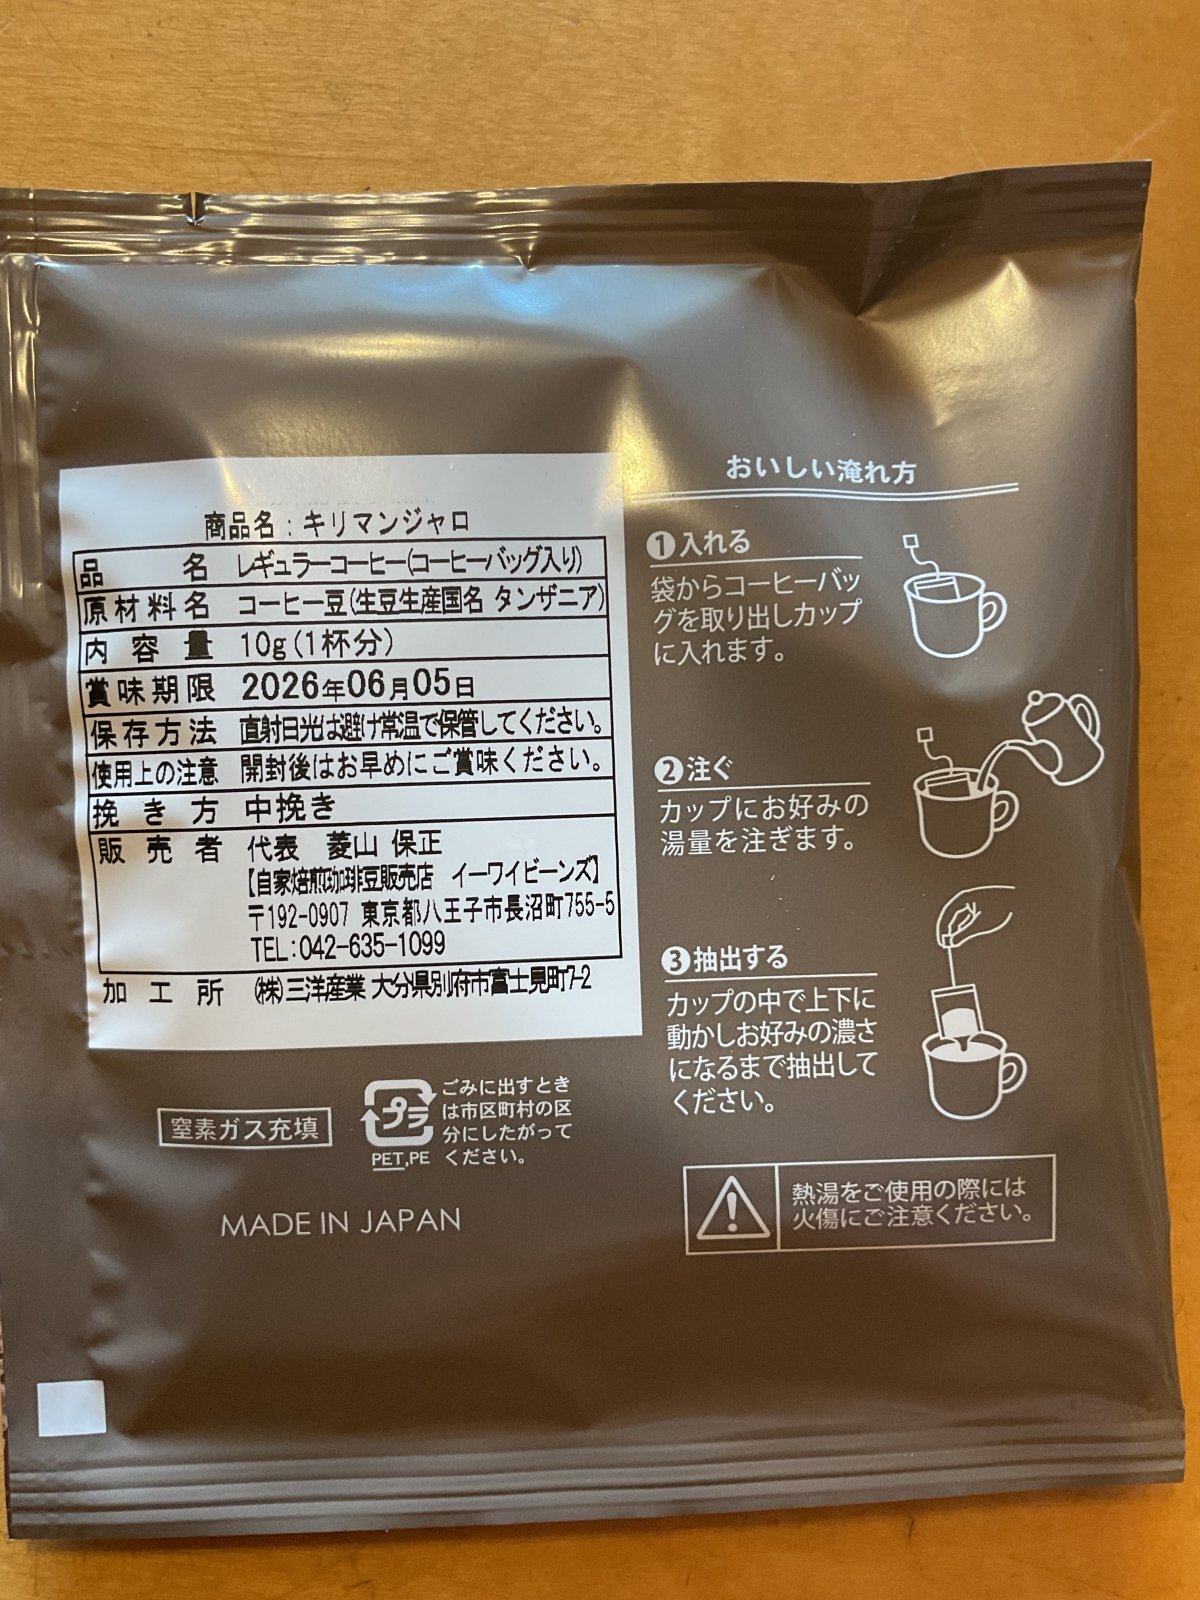 商品名：キリマンジャロ
品名 レギュラーコーヒー(コーヒーバッグ入り)
原材料名 コーヒー豆(生豆生産国名 タンザニア)
内容量 10g(1杯分)
賞味期限 2026年06月05日
保存方法 直射日光は避け常温で保管してください。
使用上の注意 開封後はお早めにご賞味ください。
挽き方 中挽き
販売者 代表 菱山 保正
【自家焙煎珈琲豆販売店 イーワイビーンズ】
〒192-0907 東京都八王子市長沼町755-5
TEL:042-635-1099
加工所 (株)三洋産業 大分県別府市富士見町7-2
窒素ガス充填
プラ
PET,PE
ごみに出すとき
は市区町村の区
分にしたがって
ください。
MADE IN JAPAN
おいしい淹れ方
1 入れる
袋からコーヒーバッ
グを取り出しカップ
に入れます。
2 注ぐ
カップにお好みの
湯量を注ぎます。
3 抽出する
カップの中で上下に
動かしお好みの濃さ
になるまで抽出して
ください。
熱湯をご使用の際には
火傷にご注意ください。